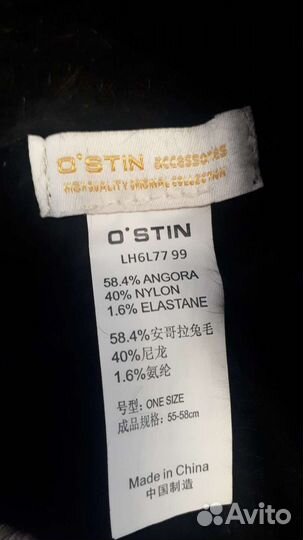 O'STIN ACCESSORIES
HIGH QUALITY ORIGINAL COLLECTION
O'STIN
LH6L77 99
58.4% ANGORA
40% NYLON
1.6% ELASTANE
58.4%安哥拉兔毛
40%尼龙
1.6%氨纶
号型: ONE SIZE
成品规格: 55-58cm
Made in China
中国制造
Avito